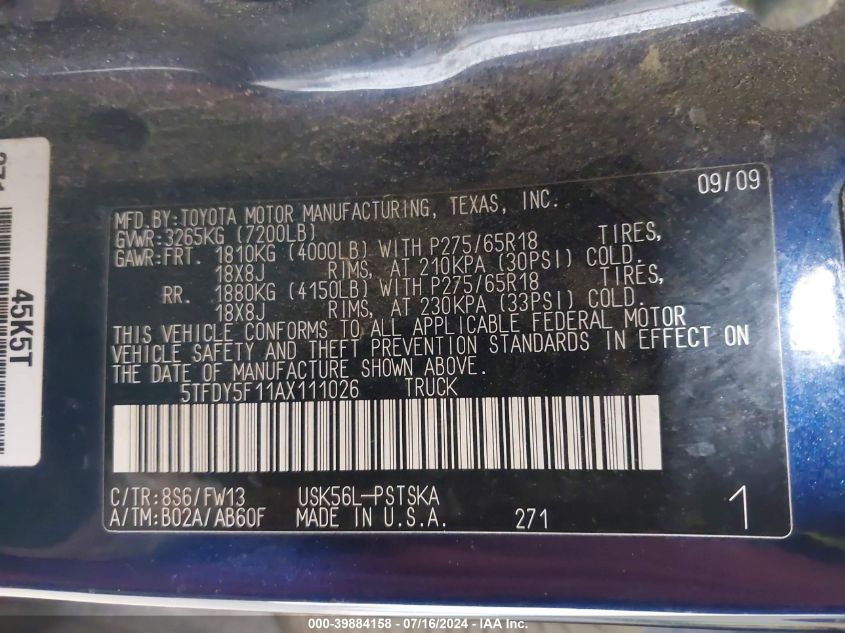 09/09
MFD.BY:TOYOTA MOTOR MANUFACTURING, TEXAS, INC.
GVWR:3265KG (7200LB)
GAWR:FRT. 1810KG (4000LB) WITH P275/65R18 TIRES,
18X8J RIMS, AT 210KPA (30PSI) COLD.
RR. 1880KG (4150LB) WITH P275/65R18 TIRES,
18X8J RIMS, AT 230KPA (33PSI) COLD.
THIS VEHICLE CONFORMS TO ALL APPLICABLE FEDERAL MOTOR
VEHICLE SAFETY AND THEFT PREVENTION STANDARDS IN EFFECT ON
THE DATE OF MANUFACTURE SHOWN ABOVE.
5TFDY5F11AX111026 TRUCK
C/TR:8S6/FW13 USK56L-PSTSKA
A/TM:B02A/AB60F MADE IN U.S.A. 271 1
45K5T
000-39884158 - 07/16/2024 - IAA Inc.